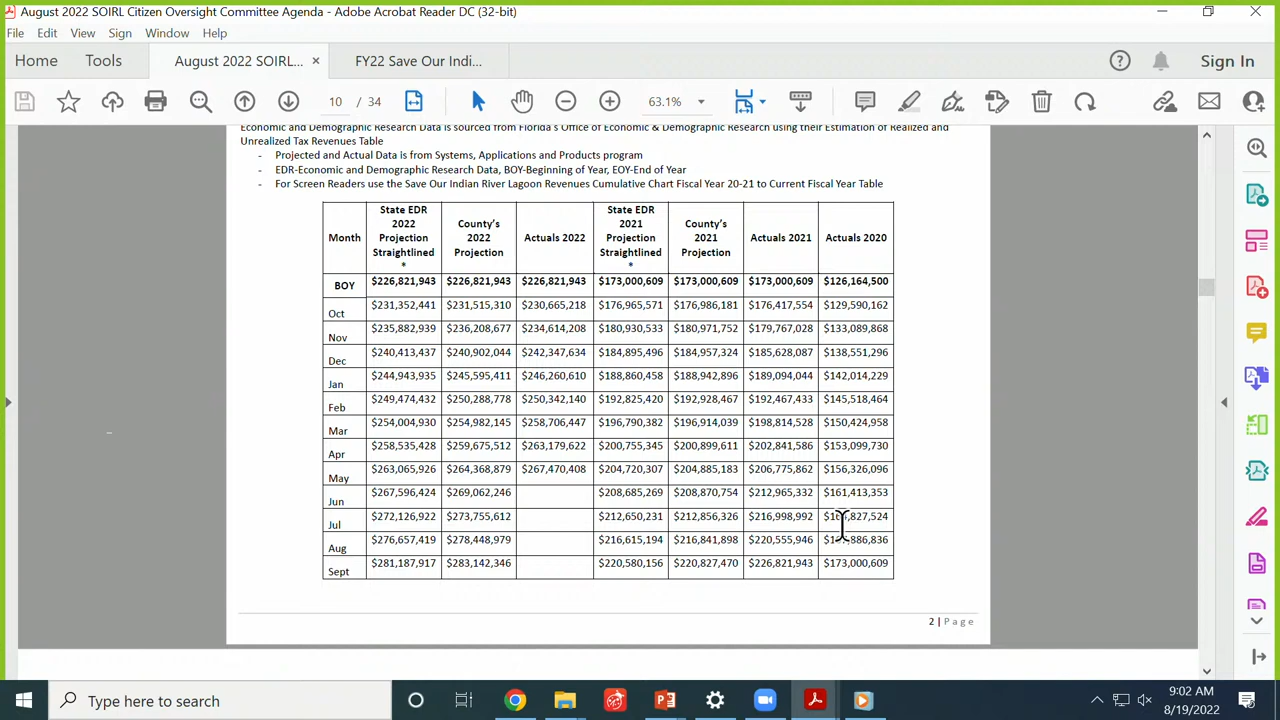 August 2022 SOIRL Citizen Oversight Committee Agenda - Adobe Acrobat Reader DC (32-bit)
File Edit View Sign Window Help
Home Tools August 2022 SOIRL... × FY22 Save Our Indi... Sign In
10 / 34 63.1%
Economic and Demographic Research Data is sourced from Florida's Office of Economic & Demographic Research using their Estimation of Realized and
Unrealized Tax Revenues Table
- Projected and Actual Data is from Systems, Applications and Products program
- EDR-Economic and Demographic Research Data, BOY-Beginning of Year, EOY-End of Year
- For Screen Readers use the Save Our Indian River Lagoon Revenues Cumulative Chart Fiscal Year 20-21 to Current Fiscal Year Table
Month State EDR 2022 Projection Straightlined * County's 2022 Projection Actuals 2022 State EDR 2021 Projection Straightlined * County's 2021 Projection Actuals 2021 Actuals 2020
BOY $226,821,943 $226,821,943 $226,821,943 $173,000,609 $173,000,609 $173,000,609 $126,164,500
Oct $231,352,441 $231,515,310 $230,665,218 $176,965,571 $176,986,181 $176,417,554 $129,590,162
Nov $235,882,939 $236,208,677 $234,614,208 $180,930,533 $180,971,752 $179,767,028 $133,089,868
Dec $240,413,437 $240,902,044 $242,347,634 $184,895,496 $184,957,324 $185,628,087 $138,551,296
Jan $244,943,935 $245,595,411 $246,260,610 $188,860,458 $188,942,896 $189,094,044 $142,014,229
Feb $249,474,432 $250,288,778 $250,342,140 $192,825,420 $192,928,467 $192,467,433 $145,518,464
Mar $254,004,930 $254,982,145 $258,706,447 $196,790,382 $196,914,039 $198,814,528 $150,424,958
Apr $258,535,428 $259,675,512 $263,179,622 $200,755,345 $200,899,611 $202,841,586 $153,099,730
May $263,065,926 $264,368,879 $267,470,408 $204,720,307 $204,885,183 $206,775,862 $156,326,096
Jun $267,596,424 $269,062,246 $208,685,269 $208,870,754 $212,965,332 $161,413,353
Jul $272,126,922 $273,755,612 $212,650,231 $212,856,326 $216,998,992
Aug $276,657,419 $278,448,979 $216,615,194 $216,841,898 $220,555,946
Sept $281,187,917 $283,142,346 $220,580,156 $220,827,470 $226,821,943 $173,000,609
2 | Page
Type here to search
9:02 AM
8/19/2022